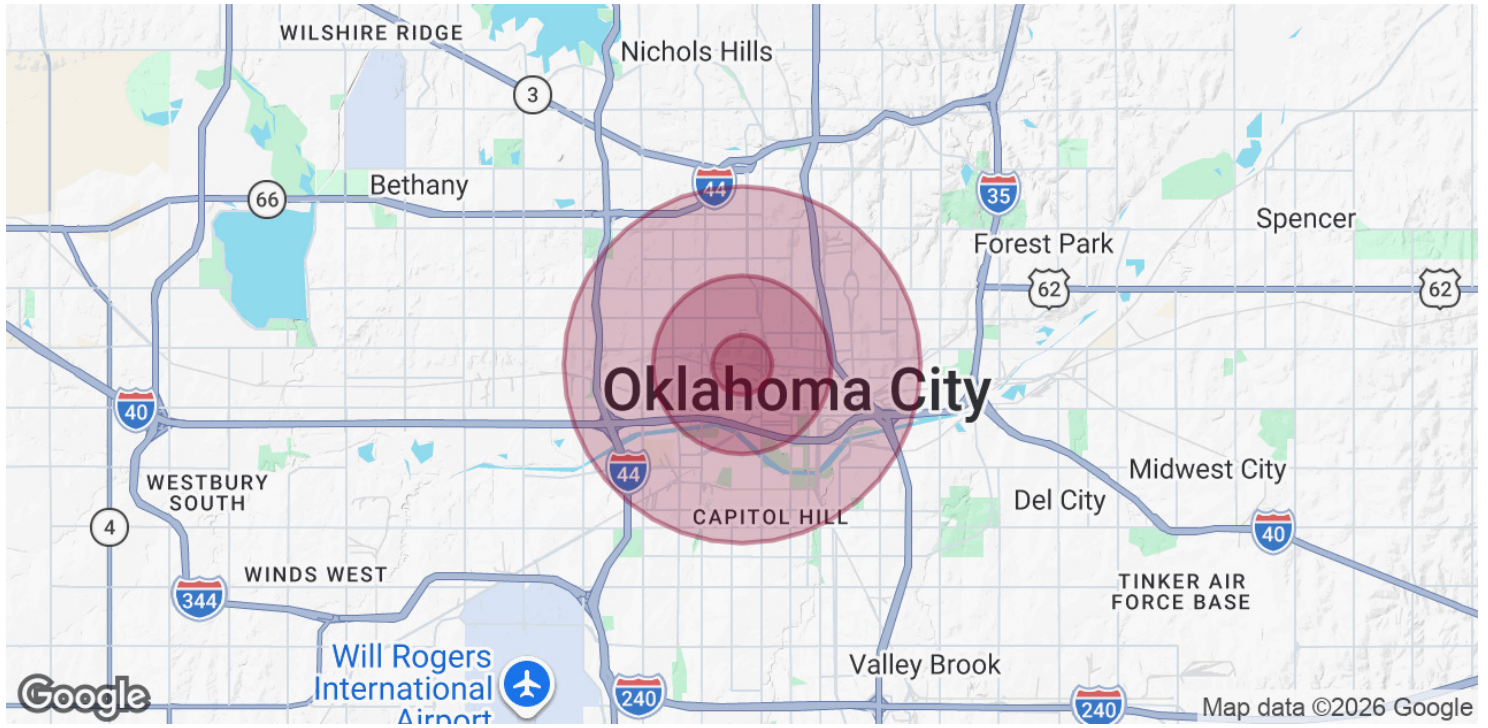 WILSHIRE RIDGE
Nichols Hills
3
Bethany
44
66
35
Spencer
Forest Park
62
62
Oklahoma City
40
44
WESTBURY
SOUTH
Midwest City
Del City
4
CAPITOL HILL
40
WINDS WEST
344
TINKER AIR
FORCE BASE
Will Rogers
International
Airport
Valley Brook
240
240
Google
Map data ©2026 Google